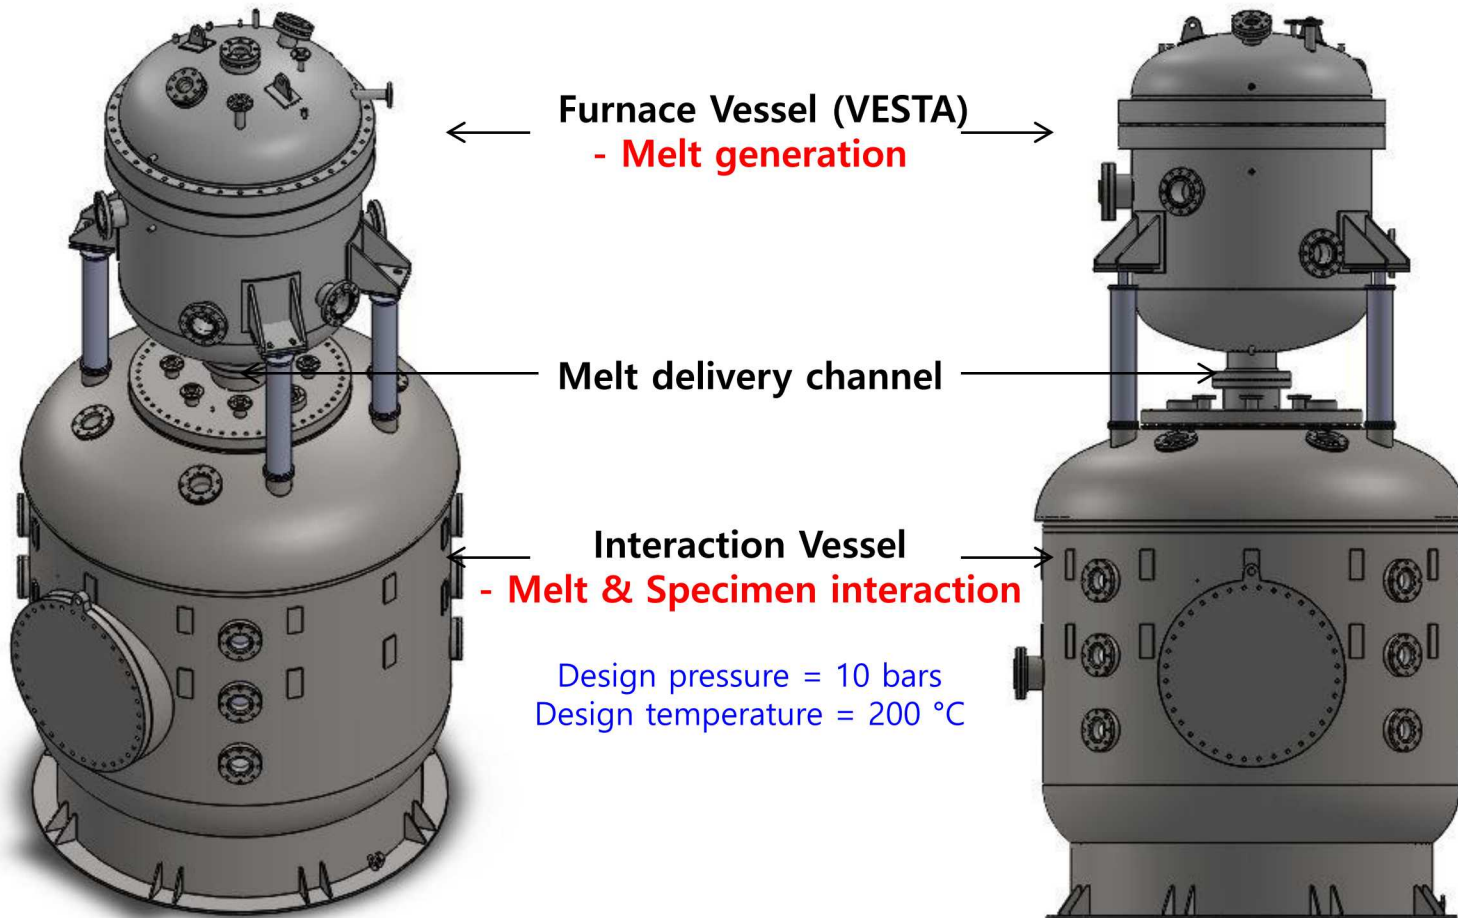 Furnace Vessel (VESTA)
- Melt generation
Melt delivery channel
Interaction Vessel
- Melt & Specimen interaction
Design pressure = 10 bars
Design temperature = 200 °C